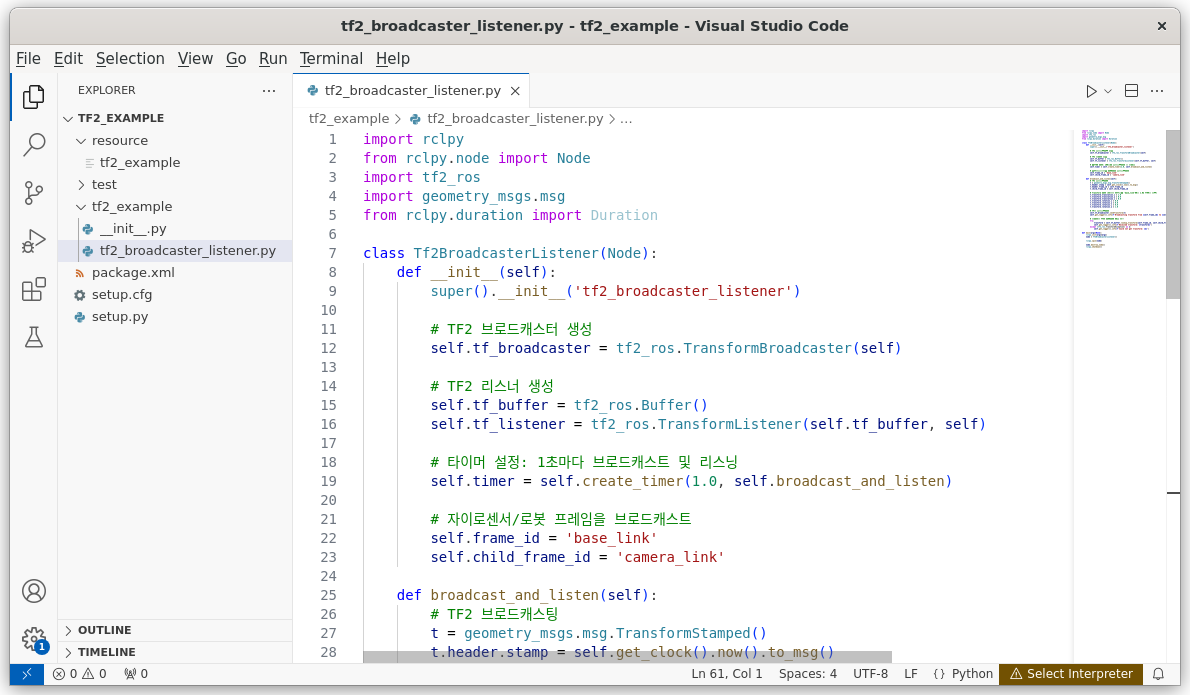 tf2_broadcaster_listener.py - tf2_example - Visual Studio Code
File Edit Selection View Go Run Terminal Help
EXPLORER
TF2_EXAMPLE
resource
tf2_example
test
tf2_example
__init__.py
tf2_broadcaster_listener.py
package.xml
setup.cfg
setup.py
OUTLINE
TIMELINE
tf2_broadcaster_listener.py
tf2_example > tf2_broadcaster_listener.py > ...
1 import rclpy
2 from rclpy.node import Node
3 import tf2_ros
4 import geometry_msgs.msg
5 from rclpy.duration import Duration
6
7 class Tf2BroadcasterListener(Node):
8     def __init__(self):
9         super().__init__('tf2_broadcaster_listener')
10
11         # TF2 브로드캐스터 생성
12         self.tf_broadcaster = tf2_ros.TransformBroadcaster(self)
13
14         # TF2 리스너 생성
15         self.tf_buffer = tf2_ros.Buffer()
16         self.tf_listener = tf2_ros.TransformListener(self.tf_buffer, self)
17
18         # 타이머 설정: 1초마다 브로드캐스트 및 리스닝
19         self.timer = self.create_timer(1.0, self.broadcast_and_listen)
20
21         # 자이로센서/로봇 프레임을 브로드캐스트
22         self.frame_id = 'base_link'
23         self.child_frame_id = 'camera_link'
24
25     def broadcast_and_listen(self):
26         # TF2 브로드캐스팅
27         t = geometry_msgs.msg.TransformStamped()
28         t.header.stamp = self.get_clock().now().to_msg()
1
0 0 0 Ln 61, Col 1 Spaces: 4 UTF-8 LF {} Python Select Interpreter